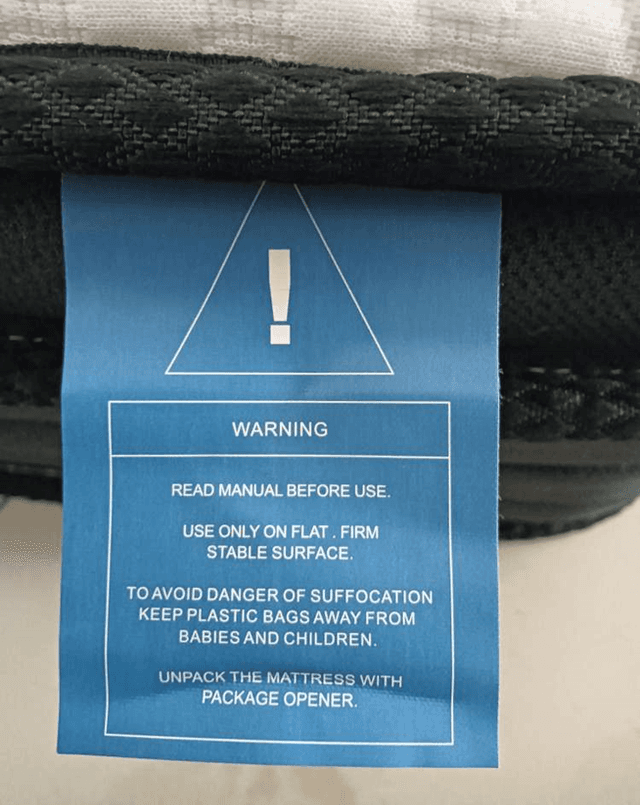 !
WARNING
READ MANUAL BEFORE USE.
USE ONLY ON FLAT . FIRM
STABLE SURFACE.
TO AVOID DANGER OF SUFFOCATION
KEEP PLASTIC BAGS AWAY FROM
BABIES AND CHILDREN.
UNPACK THE MATTRESS WITH
PACKAGE OPENER.